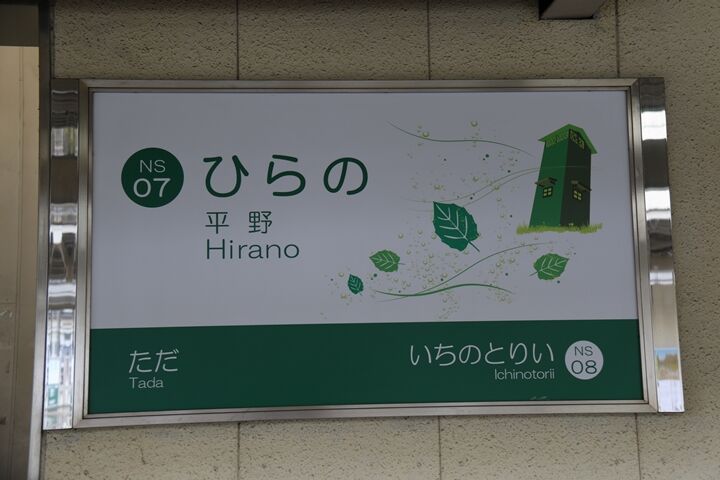 NS
07
ひらの
平野
Hirano
ただ
Tada
いちのとりい
Ichinotorii
NS
08